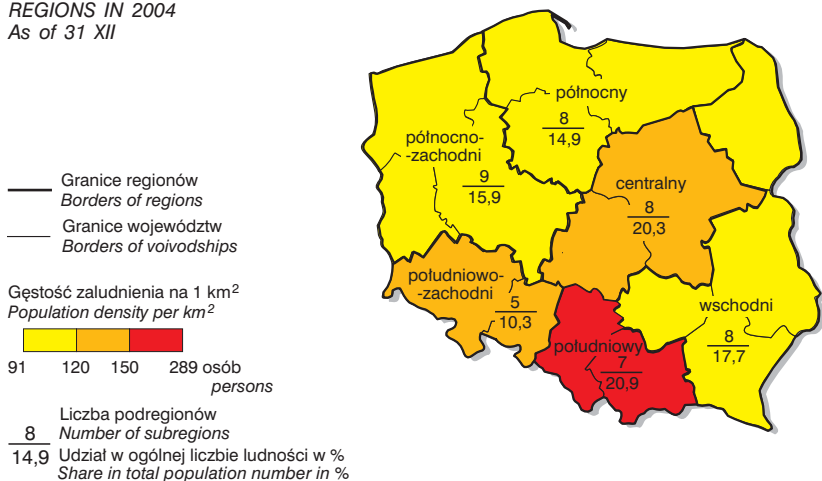 REGIONS IN 2004
As of 31 XII
Granice regionów
Borders of regions
Granice województw
Borders of voivodships
Gęstość zaludnienia na 1 km²
Population density per km²
91 120 150 289 osób
persons
8
14,9
Liczba podregionów
Number of subregions
Udział w ogólnej liczbie ludności w %
Share in total population number in %
północny
8
14,9
północno-
-zachodni
9
15,9
centralny
8
20,3
południowo-
-zachodni
5
10,3
wschodni
8
17,7
południowy
7
20,9